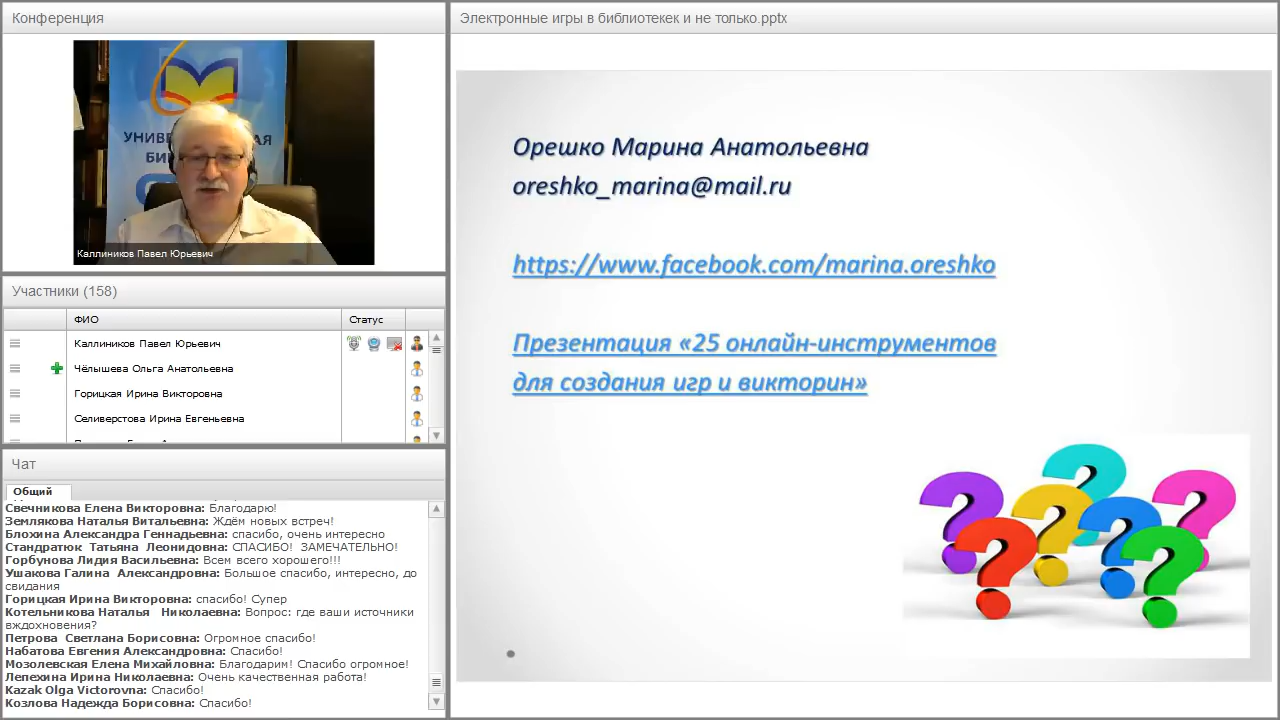 Конференция
УНИВ
АЯ
БИБ
Каллиников Павел Юрьевич
Участники (158)
ФИО
Статус
Каллиников Павел Юрьевич
Чёлышева Ольга Анатольевна
Горицкая Ирина Викторовна
Селиверстова Ирина Евгеньевна
Чат
Общий
Свечникова Елена Викторовна: Благодарю!
Землякова Наталья Витальевна: Ждём новых встреч!
Блохина Александра Геннадьевна: спасибо, очень интересно
Стандратюк Татьяна Леонидовна: СПАСИБО! ЗАМЕЧАТЕЛЬНО!
Горбунова Лидия Васильевна: Всем всего хорошего!!!
Ушакова Галина Александровна: Большое спасибо, интересно, до
свидания
Горицкая Ирина Викторовна: спасибо! Супер
Котельникова Наталья Николаевна: Вопрос: где ваши источники
вждохновения?
Петрова Светлана Борисовна: Огромное спасибо!
Набатова Евгения Александровна: Спасибо!
Мозолевская Елена Михайловна: Благодарим! Спасибо огромное!
Лепехина Ирина Николаевна: Очень качественная работа!
Kazak Olga Victorovna: Спасибо!
Козлова Надежда Борисовна: Спасибо!
Электронные игры в библиотекек и не только.pptx
Орешко Марина Анатольевна
oreshko_marina@mail.ru
https://www.facebook.com/marina.oreshko
Презентация «25 онлайн-инструментов
для создания игр и викторин»